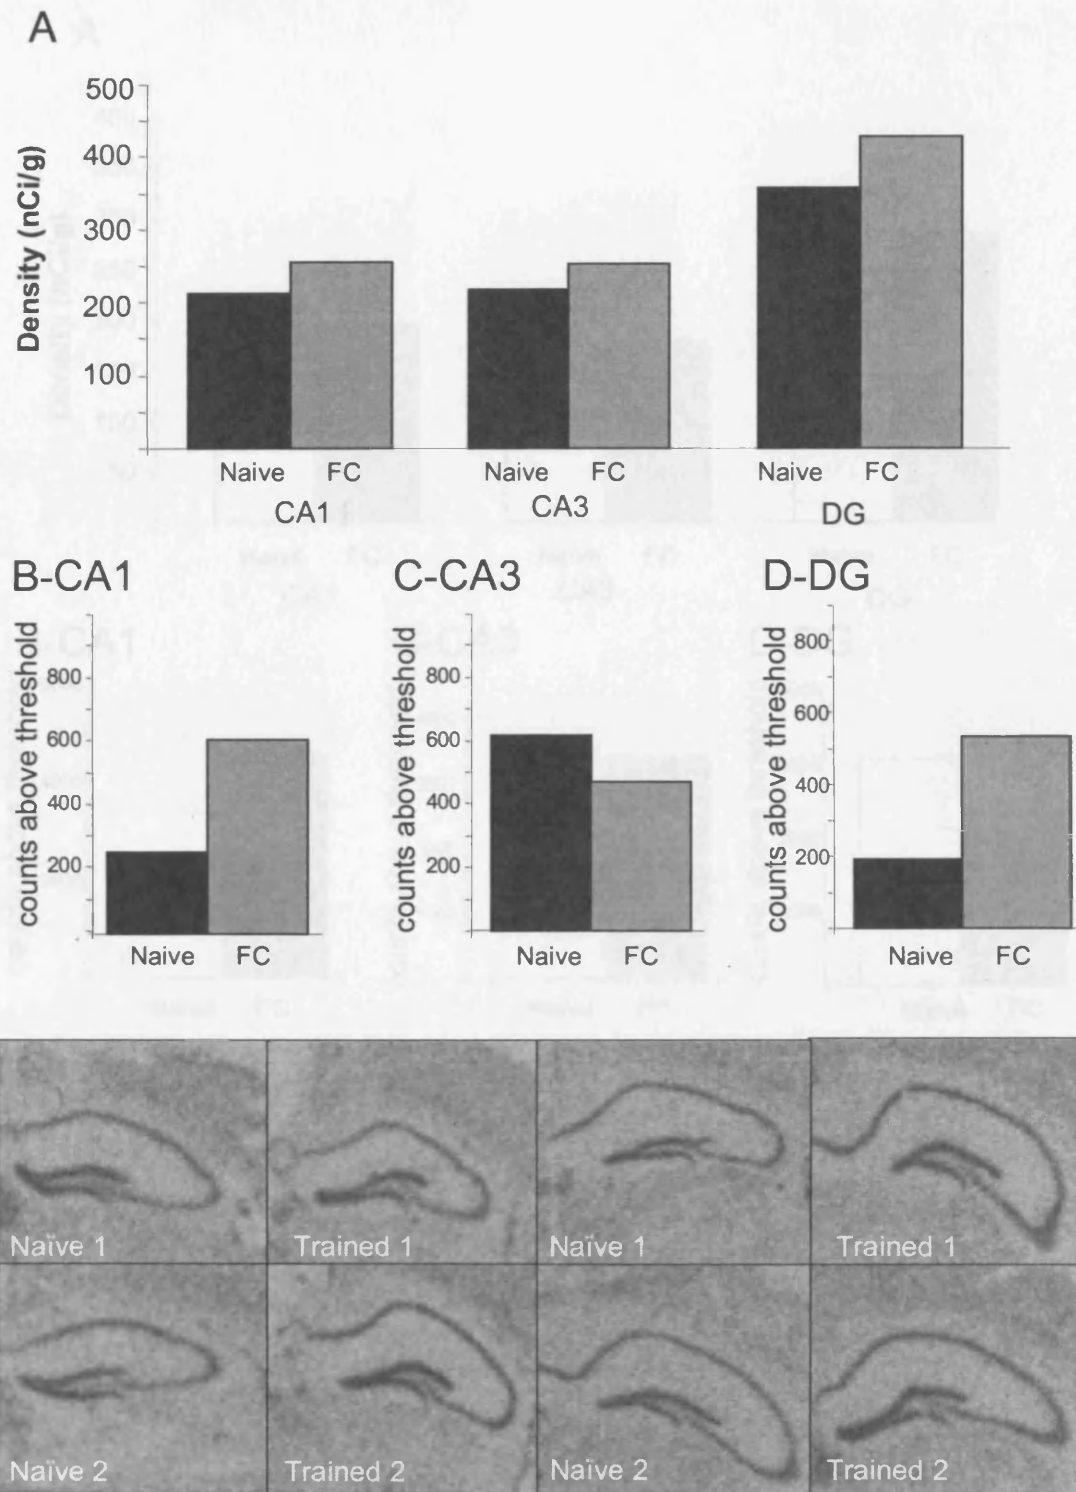 A
Density (nCi/g)
500
400
300
200
100
Naive FC Naive FC Naive FC
CA1 CA3 DG
B-CA1 C-CA3 D-DG
counts above threshold
800
600
400
200
Naive FC
counts above threshold
800
600
400
200
Naive FC
counts above threshold
800
600
400
200
Naive FC
Naïve 1 Trained 1 Naïve 1 Trained 1
Naïve 2 Trained 2 Naïve 2 Trained 2